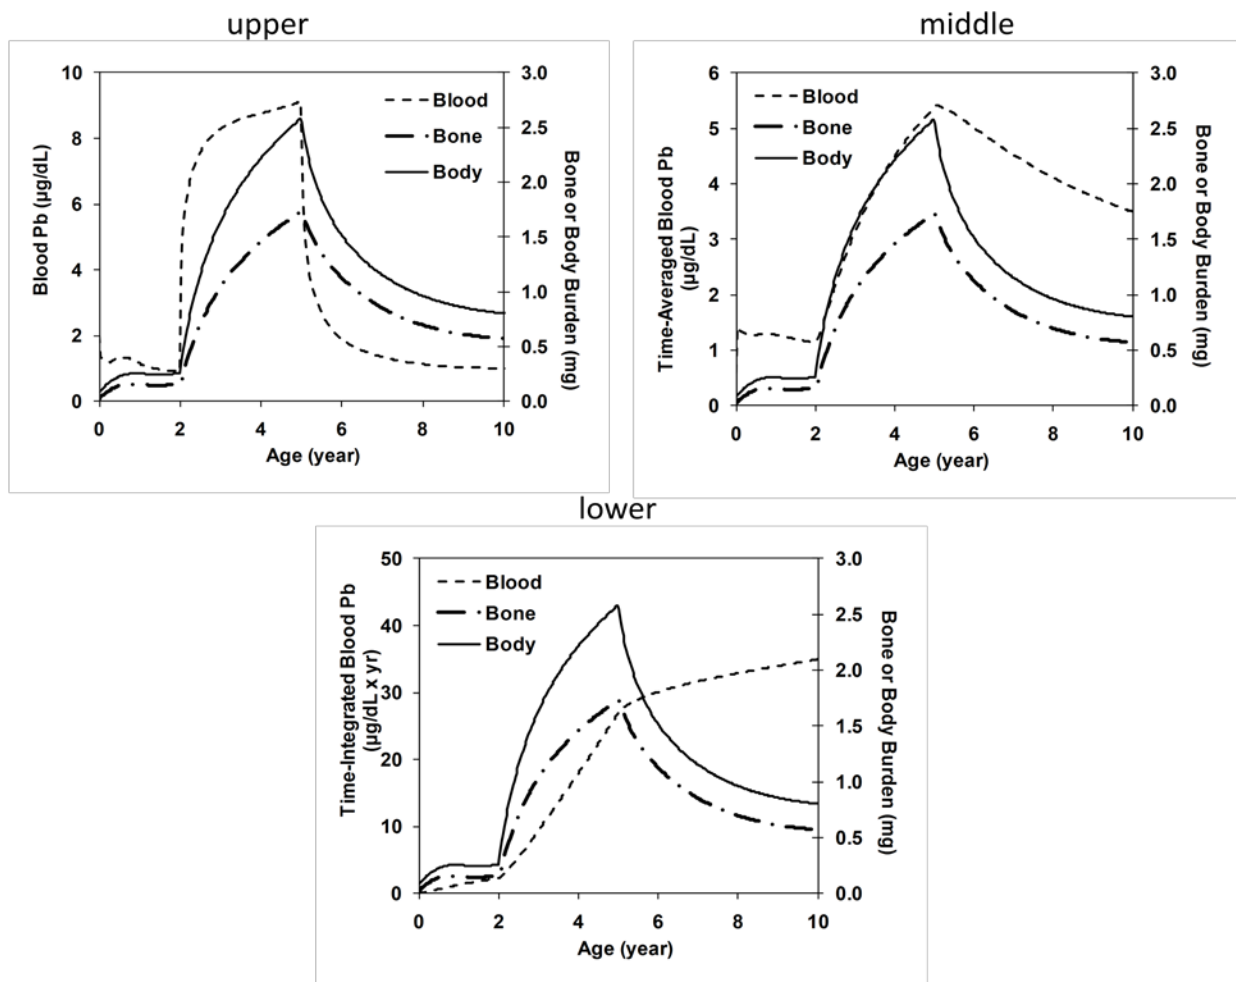 upper
10
8
6
4
2
0
3.0
2.5
2.0
1.5
1.0
0.5
0.0
Blood
Bone
Body
Blood Pb (µg/dL)
Bone or Body Burden (mg)
0 2 4 6 8 10
Age (year)
middle
6
5
4
3
2
1
0
3.0
2.5
2.0
1.5
1.0
0.5
0.0
Blood
Bone
Body
Time-Averaged Blood Pb
(µg/dL)
Bone or Body Burden (mg)
0 2 4 6 8 10
Age (year)
lower
50
40
30
20
10
0
3.0
2.5
2.0
1.5
1.0
0.5
0.0
Blood
Bone
Body
Time-Integrated Blood Pb
(µg/dL x yr)
Bone or Body Burden (mg)
0 2 4 6 8 10
Age (year)